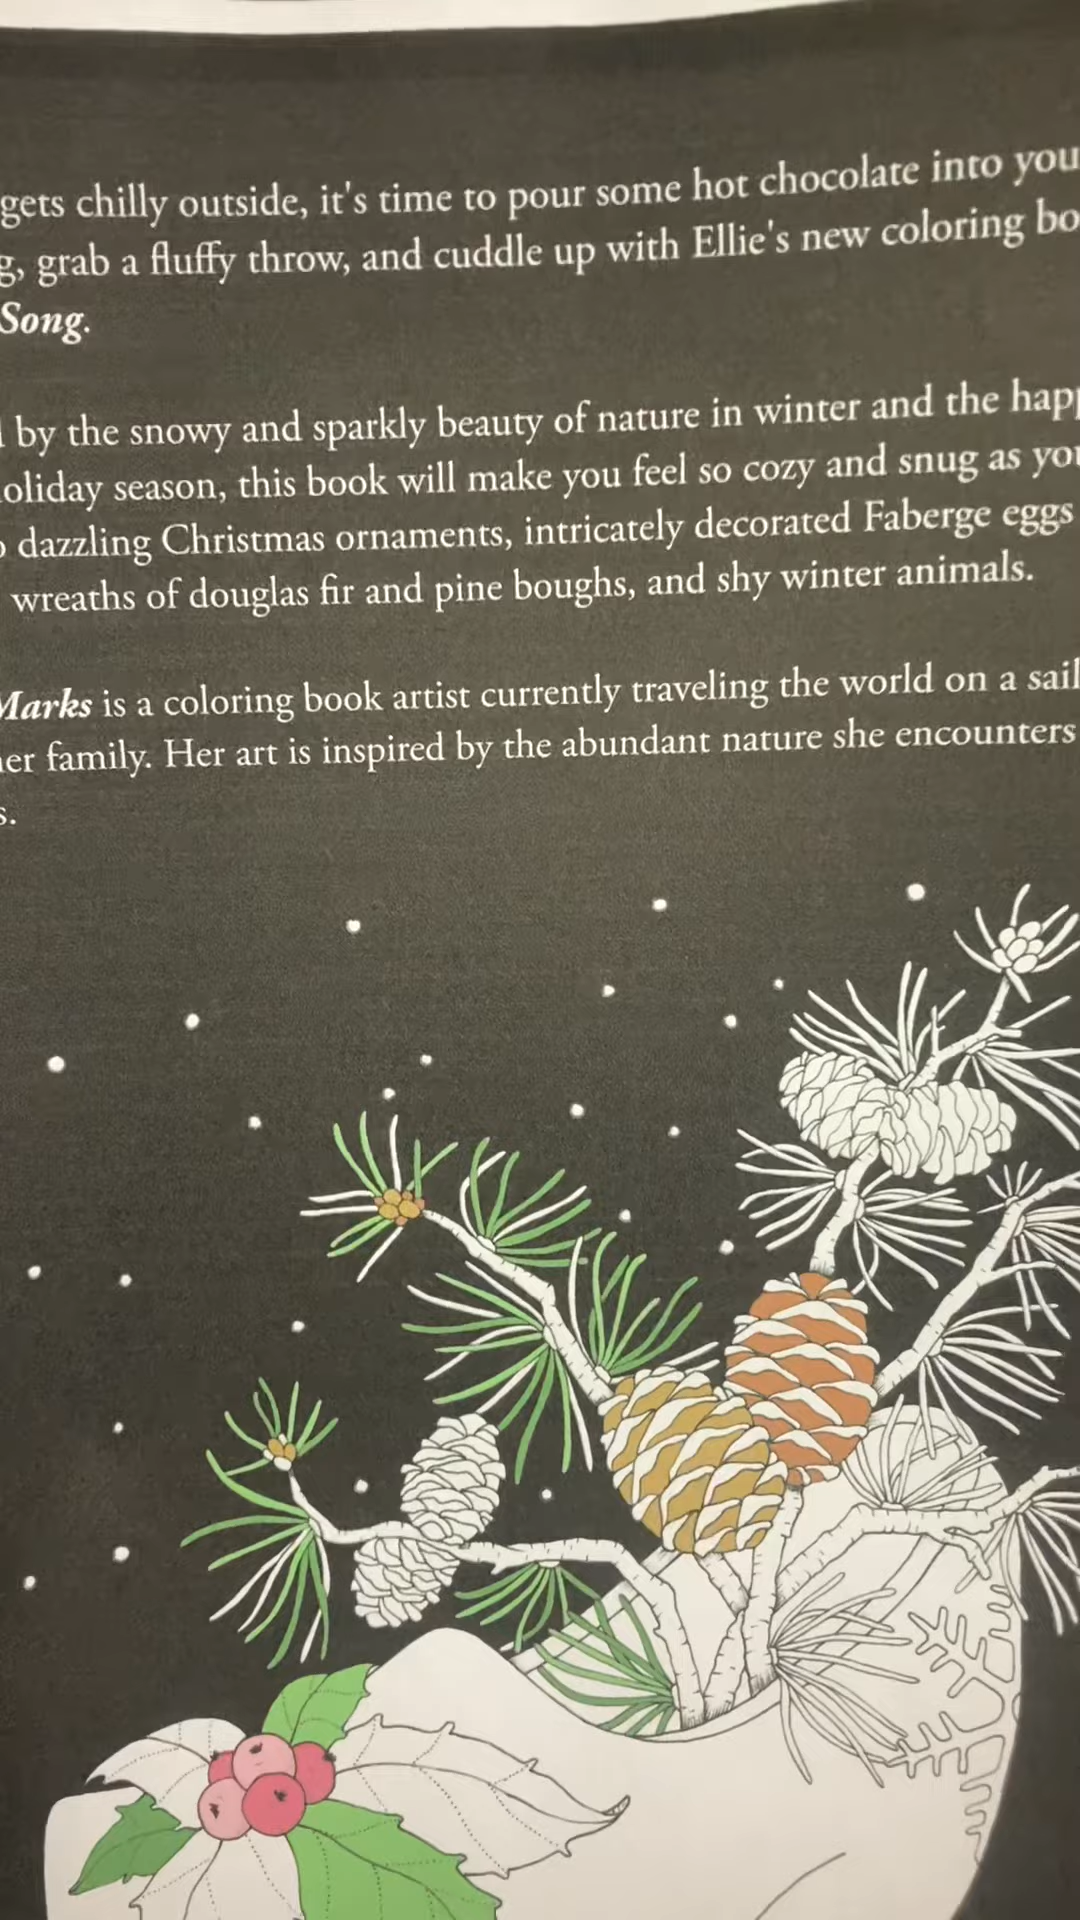 gets chilly outside, it's time to pour some hot chocolate into you
g, grab a fluffy throw, and cuddle up with Ellie's new coloring bo
Song.
by the snowy and sparkly beauty of nature in winter and the happ
oliday season, this book will make you feel so cozy and snug as you
dazzling Christmas ornaments, intricately decorated Faberge eggs
wreaths of douglas fir and pine boughs, and shy winter animals.
Marks is a coloring book artist currently traveling the world on a sail
er family. Her art is inspired by the abundant nature she encounters
s.